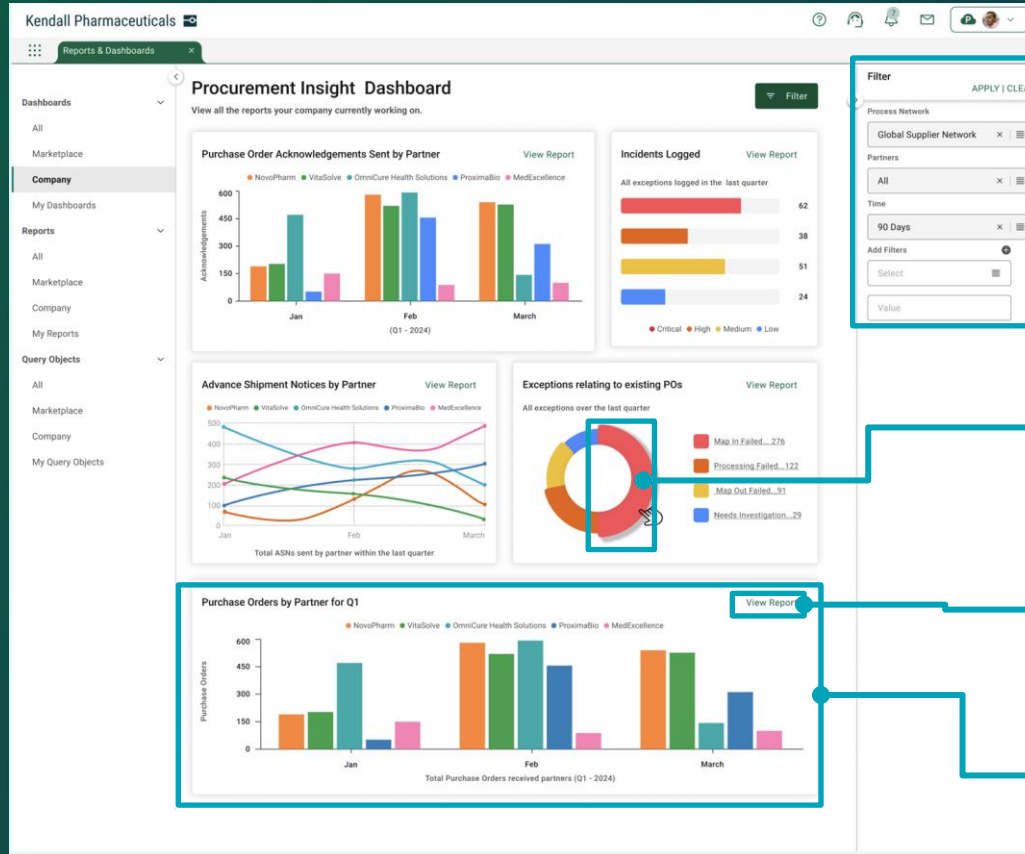 Kendall Pharmaceuticals
7
P
Reports & Dashboards ×
Dashboards
All
Marketplace
Company
My Dashboards
Reports
All
Marketplace
Company
My Reports
Query Objects
All
Marketplace
Company
My Query Objects
Procurement Insight Dashboard
View all the reports your company currently working on.
Filter
Purchase Order Acknowledgements Sent by Partner View Report
NovoPharm VitaSolve OmniCure Health Solutions ProximaBio MedExcellence
Acknowledgements
600
450
300
150
0
Jan Feb March
(Q1 - 2024)
Incidents Logged View Report
All exceptions logged in the last quarter
62
38
51
24
Critical High Medium Low
Advance Shipment Notices by Partner View Report
NovoPharm VitaSolve OmniCure Health Solutions ProximaBio MedExcellence
500
400
300
200
100
0
Jan Feb March
Total ASNs sent by partner within the last quarter
Exceptions relating to existing POs View Report
All exceptions over the last quarter
Map In Failed... 276
Processing Failed...122
Map Out Failed...91
Needs Investigation...29
Purchase Orders by Partner for Q1 View Report
NovoPharm VitaSolve OmniCure Health Solutions ProximaBio MedExcellence
Purchase Orders
600
450
300
150
0
Jan Feb March
Total Purchase Orders received partners (Q1 - 2024)
Filter
APPLY | CLEA
Process Network
Global Supplier Network ×
Partners
All ×
Time
90 Days ×
Add Filters
Select
Value